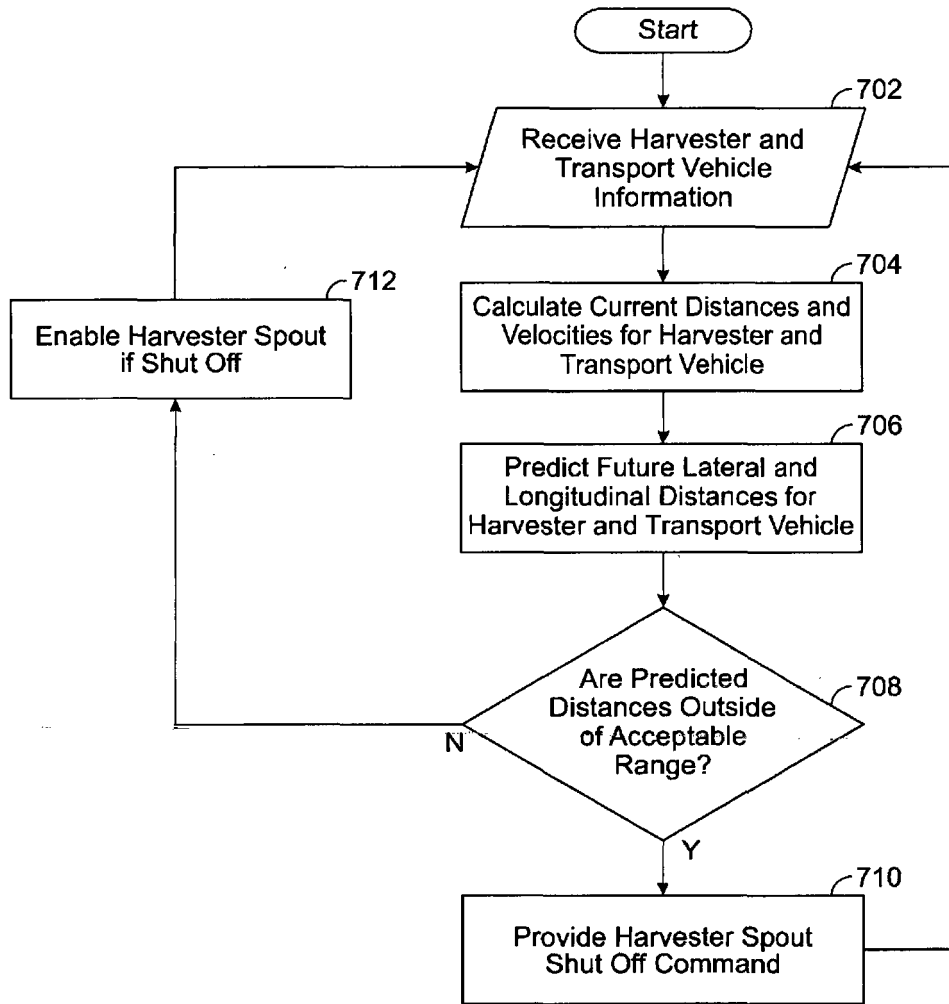 Start
702
Receive Harvester and
Transport Vehicle
Information
704
Calculate Current Distances and
Velocities for Harvester and
Transport Vehicle
712
Enable Harvester Spout
if Shut Off
706
Predict Future Lateral and
Longitudinal Distances for
Harvester and Transport Vehicle
708
Are Predicted
Distances Outside
of Acceptable
Range?
N
Y
710
Provide Harvester Spout
Shut Off Command